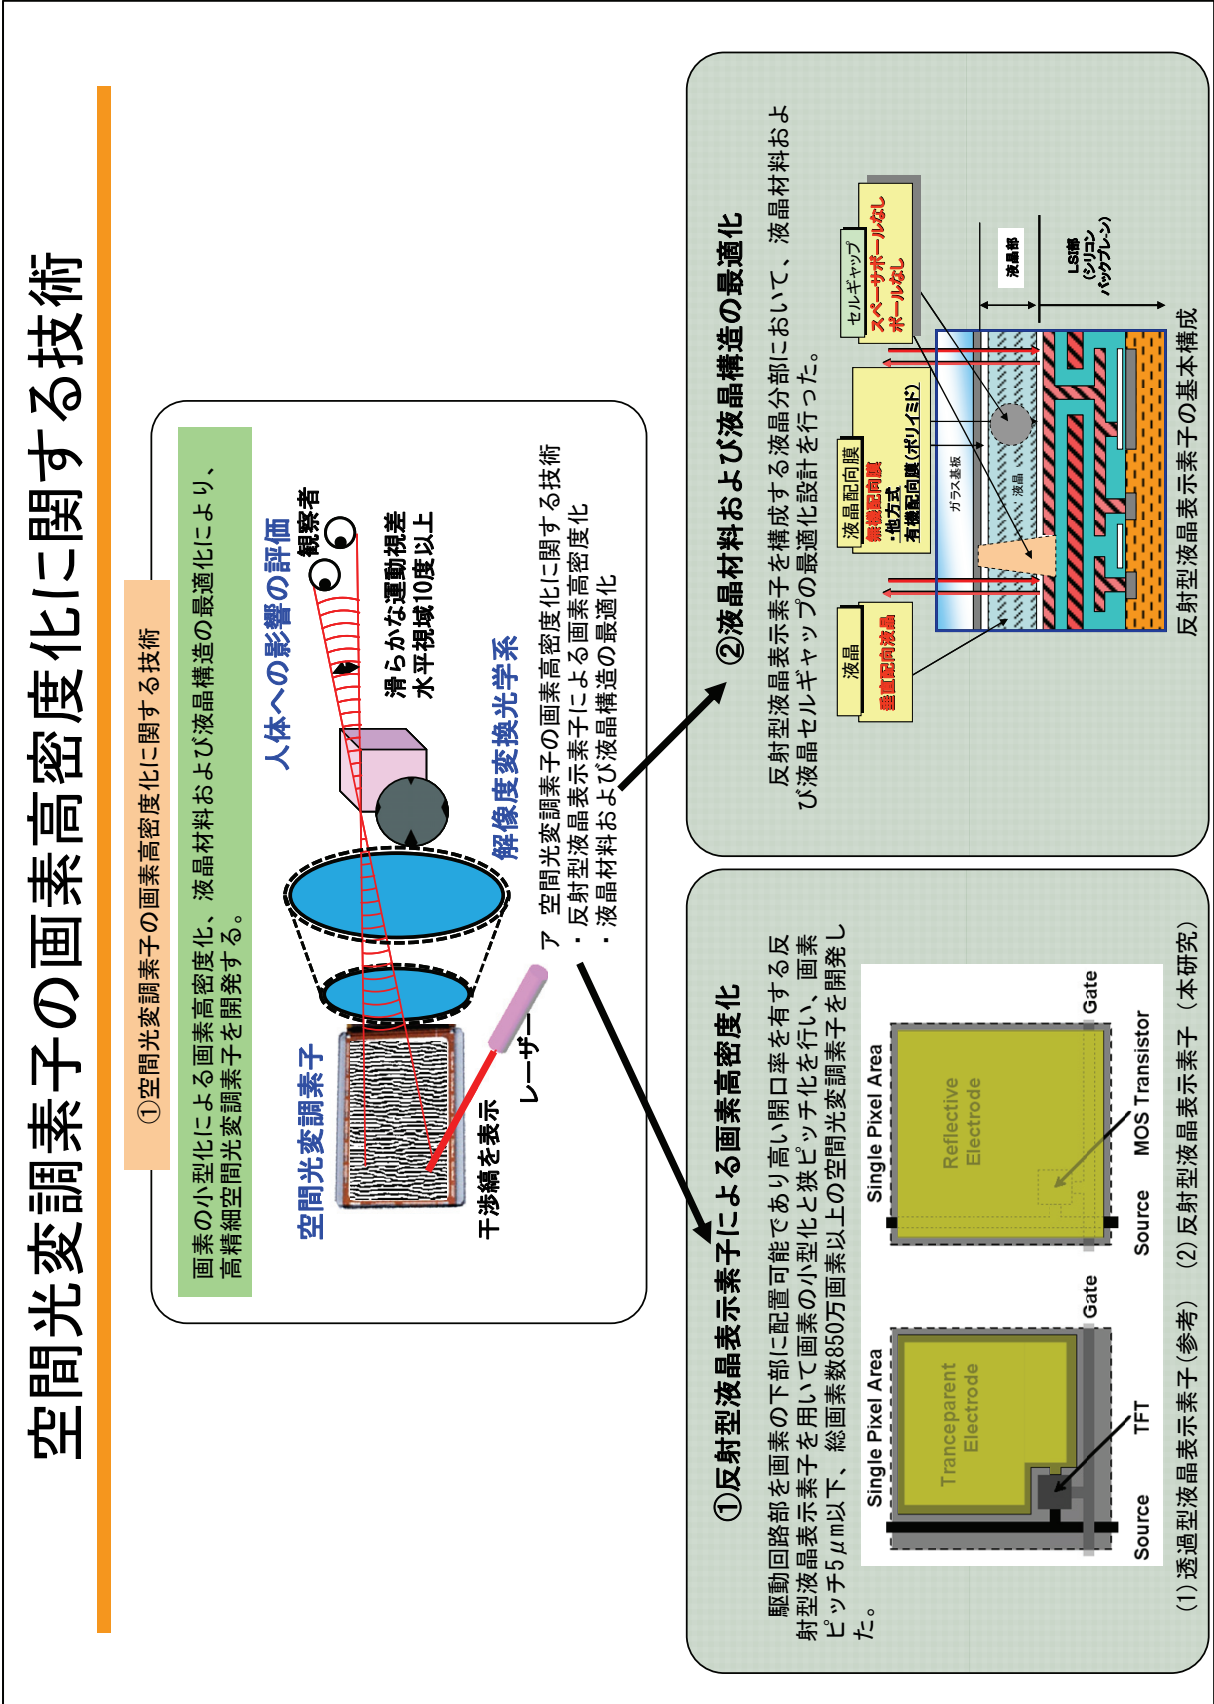 空間光変調素子の画素高密度化に関する技術
①空間光変調素子の画素高密度化に関する技術
画素の小型化による画素高密度化、液晶材料および液晶構造の最適化により、
高精細空間光変調素子を開発する。
空間光変調素子
人体への影響の評価
観察者
滑らかな運動視差
水平視域10度以上
解像度変換光学系
干渉縞を表示
レーザー
ア 空間光変調素子の画素高密度化に関する技術
・反射型液晶表示素子による画素高密度化
・液晶材料および液晶構造の最適化
①反射型液晶表示素子による画素高密度化
駆動回路部を画素の下部に配置可能であり高い開口率を有する反
射型液晶表示素子を用いて画素の小型化と狭ピッチ化を行い、画素
ピッチ5μm以下、総画素数850万画素以上の空間光変調素子を開発し
た。
Single Pixel Area
Tranceparent
Electrode
Gate
Source
TFT
Single Pixel Area
Reflective
Electrode
Gate
Source
MOS Transistor
(1)透過型液晶表示素子(参考)
(2)反射型液晶表示素子(本研究)
②液晶材料および液晶構造の最適化
反射型液晶表示素子を構成する液晶分部において、液晶材料およ
び液晶セルギャップの最適化設計を行った。
液晶
垂直配向液晶
液晶配向膜
無機配向膜
・他方式
有機配向膜(ポリイミド)
セルギャップ
スペーサボールなし
ポールなし
ガラス基板
液晶
液晶部
LSI部
(シリコン
バックプレーン)
反射型液晶表示素子の基本構成